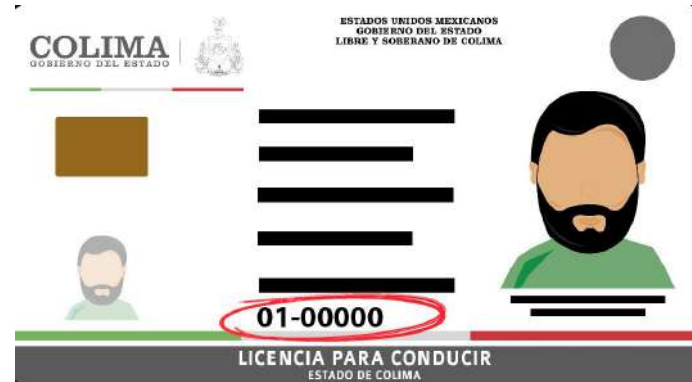 COLIMA
GOBIERNO DEL ESTADO
ESTADOS UNIDOS MEXICANOS
GOBIERNO DEL ESTADO
LIBRE Y SOBERANO DE COLIMA
01-00000
LICENCIA PARA CONDUCIR
ESTADO DE COLIMA